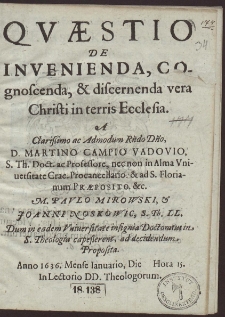 QVÆSTIO
DE
INVENIENDA, CO-
gnoscenda, & discernenda vera
Christi in terris Ecclesia.
A
Clarissimo ac Admodum Rndo Dño,
D. MARTINO CAMPIO VADOVIO,
S. Th. Doct. ac Professore, nec non in Alma Vni-
uersitate Crac. Procancellario. & ad S. Floria-
num PRÆPOSITO. &c.
M. PAVLO MIROWSKI, &
IOANNI NOSKOWIC, S. Th. LL.
Dum in eadem Vniuersitate insignia Doctoratus in
S. Theologia capescerent, ad decidendum
Proposita.
Anno 1636. Mense Ianuario, Die Hora 15.
In Lectorio DD. Theologorum.
18.138